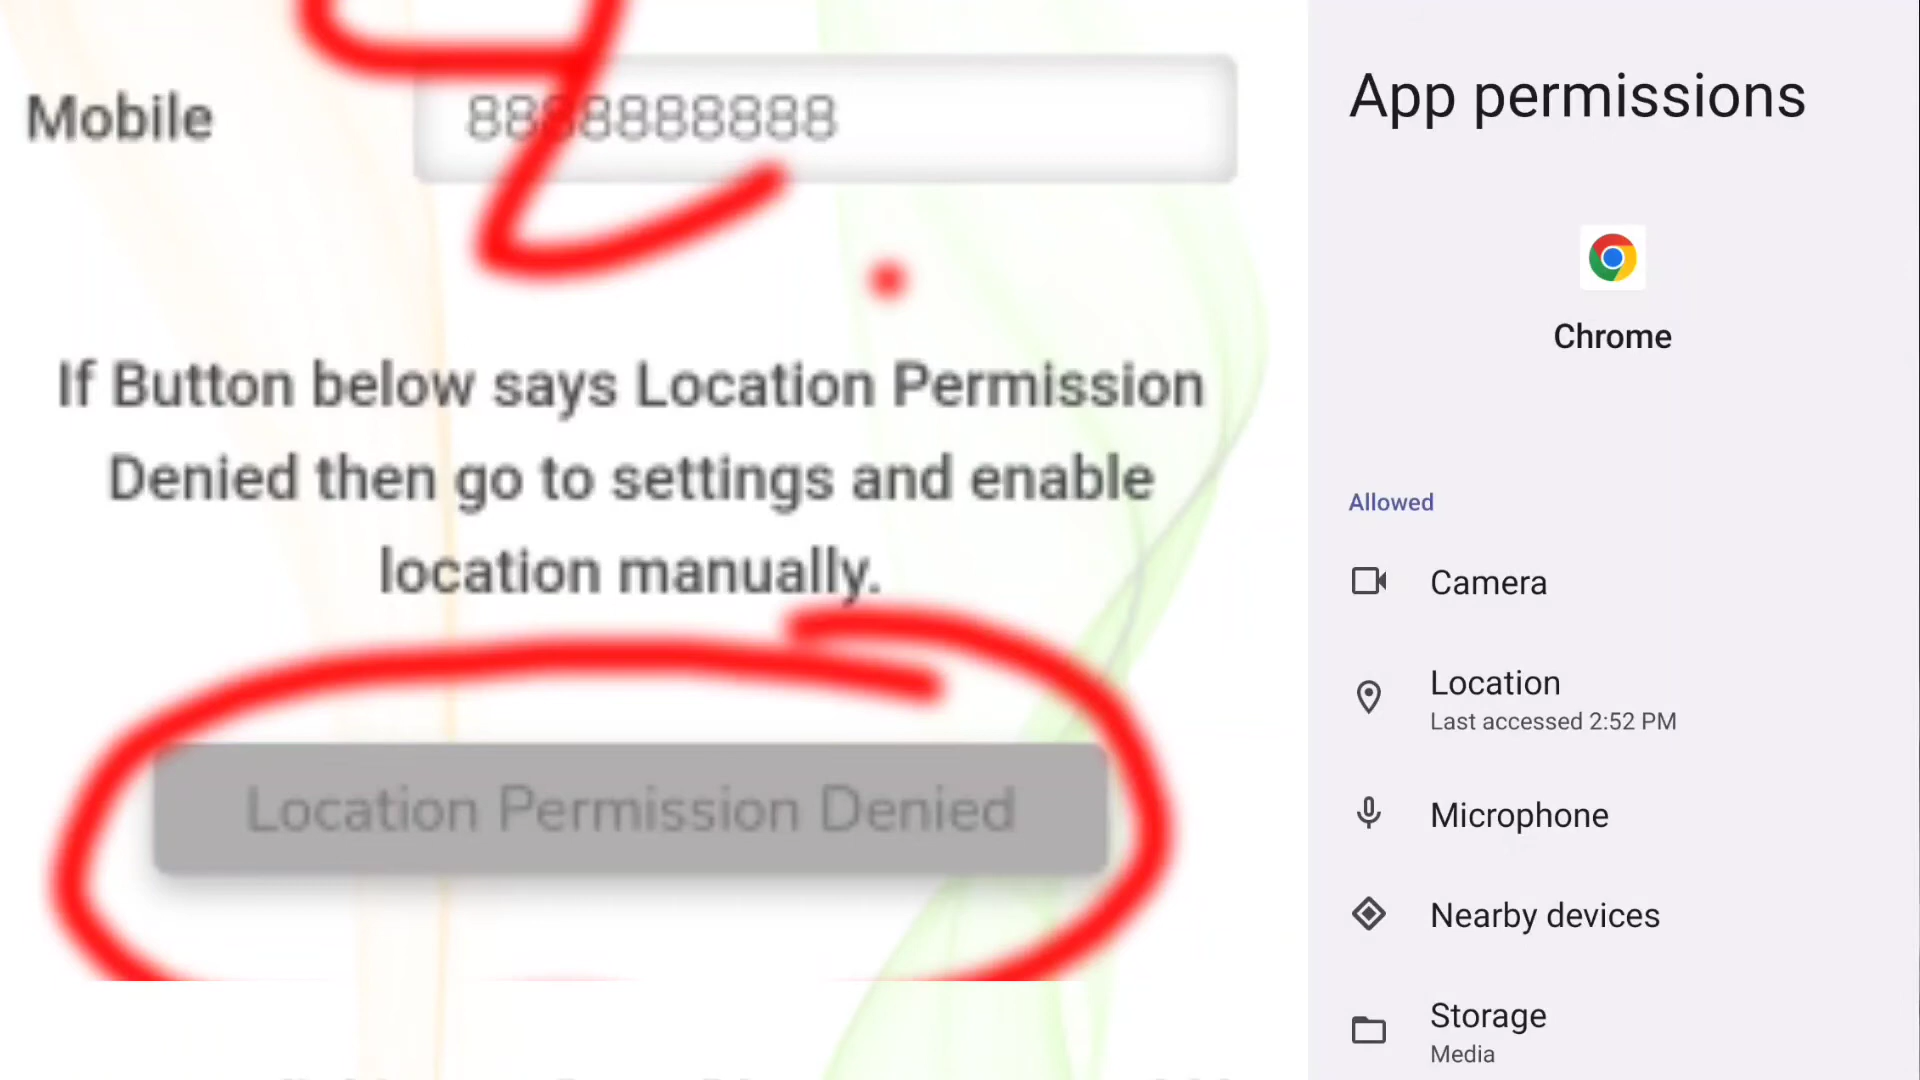 Mobile
8888888888
If Button below says Location Permission
Denied then go to settings and enable
location manually.
Location Permission Denied
App permissions
Chrome
Allowed
Camera
Location
Last accessed 2:52 PM
Microphone
Nearby devices
Storage
Media